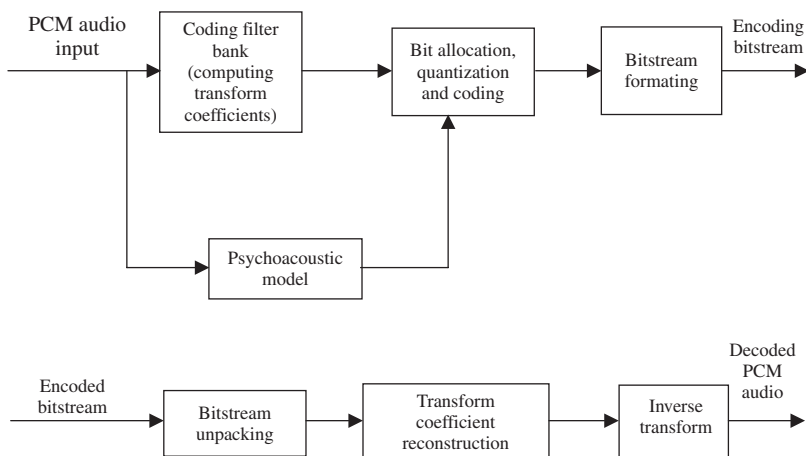 PCM audio
input
Coding filter
bank
(computing
transform
coefficients)
Bit allocation,
quantization
and coding
Bitstream
formating
Encoding
bitstream
Psychoacoustic
model
Encoded
bitstream
Bitstream
unpacking
Transform
coefficient
reconstruction
Inverse
transform
Decoded
PCM
audio